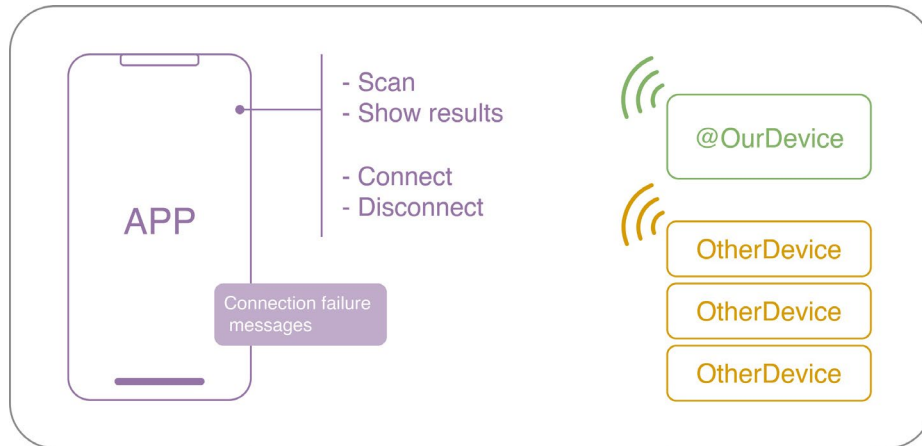 APP
- Scan
- Show results
- Connect
- Disconnect
Connection failure
messages
@OurDevice
OtherDevice
OtherDevice
OtherDevice